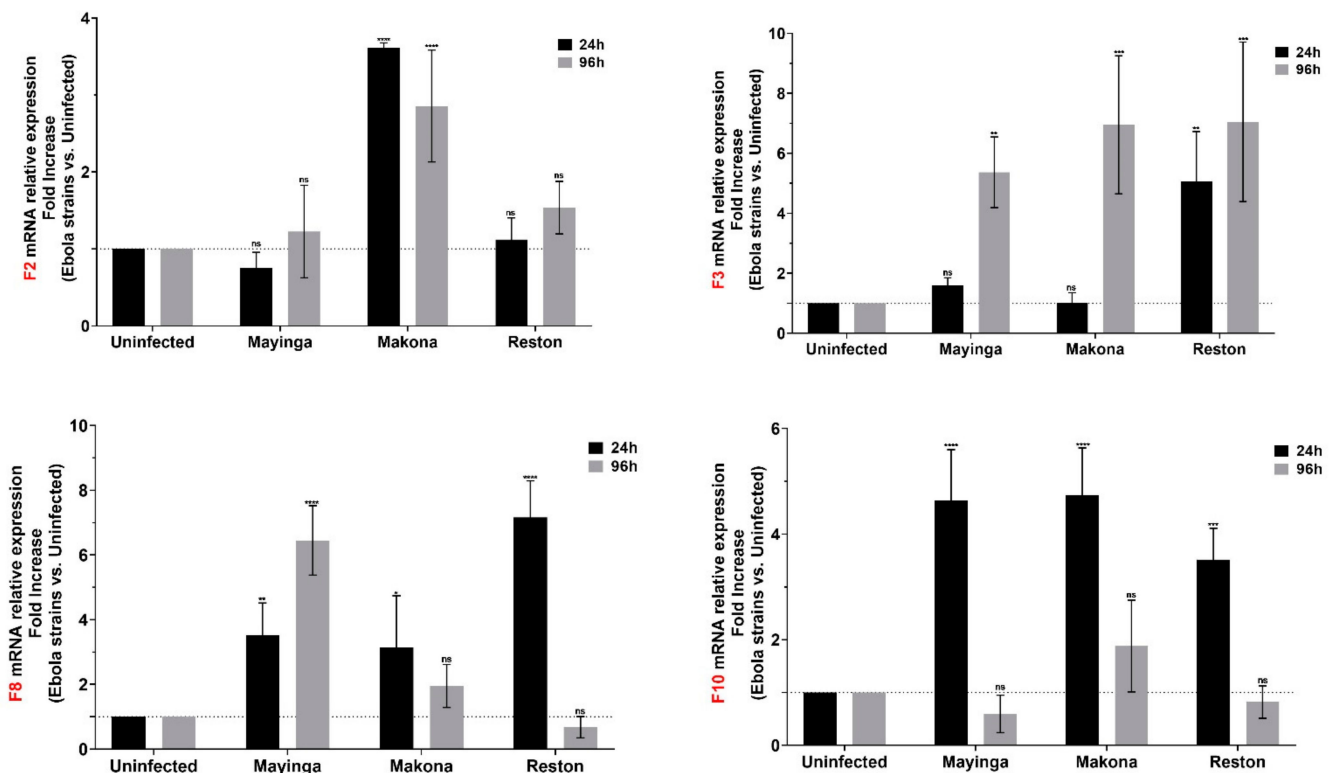 F2 mRNA relative expression
Fold Increase
(Ebola strains vs. Uninfected)
4
2
0
24h
96h
ns
ns
****
****
ns
ns
Uninfected Mayinga Makona Reston
F3 mRNA relative expression
Fold Increase
(Ebola strains vs. Uninfected)
10
8
6
4
2
0
24h
96h
ns
**
ns
***
**
***
Uninfected Mayinga Makona Reston
F8 mRNA relative expression
Fold Increase
(Ebola strains vs. Uninfected)
10
8
6
4
2
0
24h
96h
**
****
*
ns
****
ns
Uninfected Mayinga Makona Reston
F10 mRNA relative expression
Fold Increase
(Ebola strains vs. Uninfected)
6
4
2
0
24h
96h
****
ns
****
ns
***
ns
Uninfected Mayinga Makona Reston